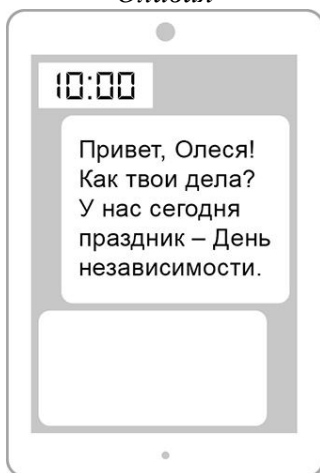 10:00
Привет, Олеся!
Как твои дела?
У нас сегодня
праздник – День
независимости.